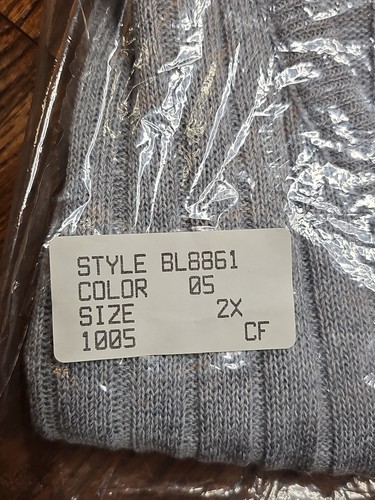 STYLE BL8861
COLOR 05
SIZE 2X
1005 CF